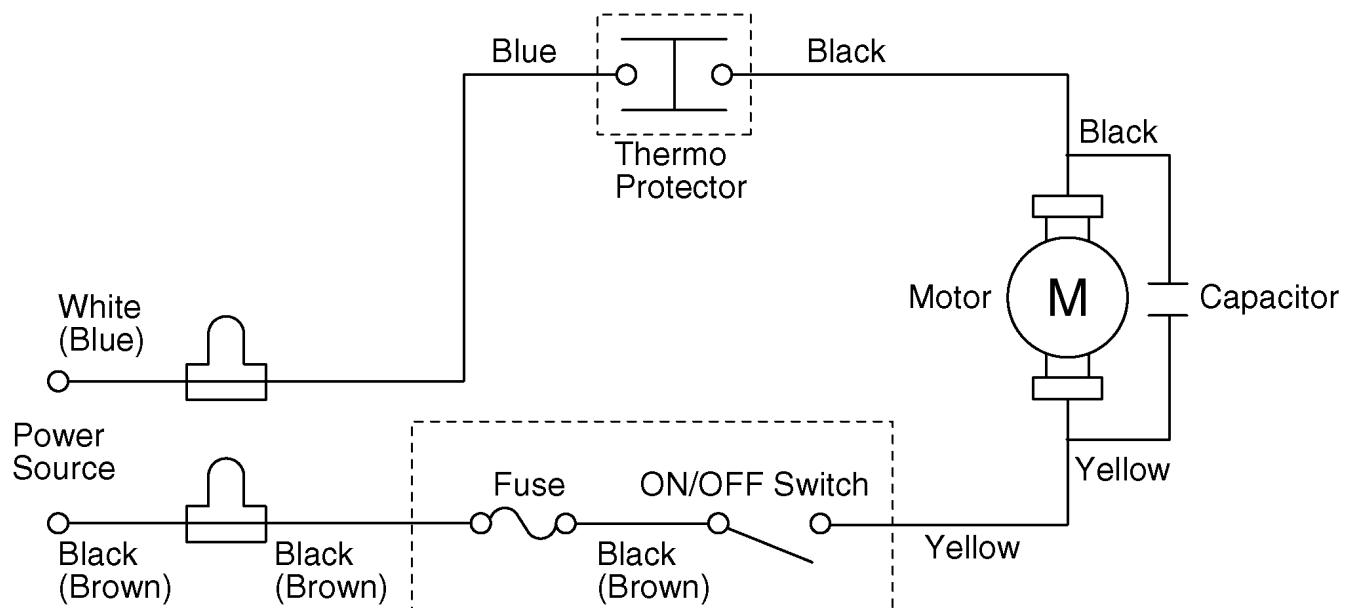 Blue
Black
Black
Thermo
Protector
White
(Blue)
Motor
M
Capacitor
Power
Source
Yellow
Fuse
ON/OFF Switch
Yellow
Black
(Brown)
Black
(Brown)
Black
(Brown)